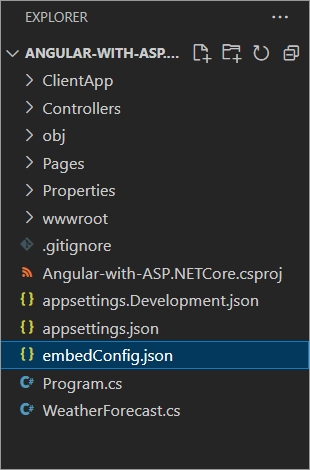 EXPLORER
ANGULAR-WITH-ASP....
ClientApp
Controllers
obj
Pages
Properties
wwwroot
.gitignore
Angular-with-ASP.NETCore.csproj
{} appsettings.Development.json
{} appsettings.json
{} embedConfig.json
C# Program.cs
C# WeatherForecast.cs